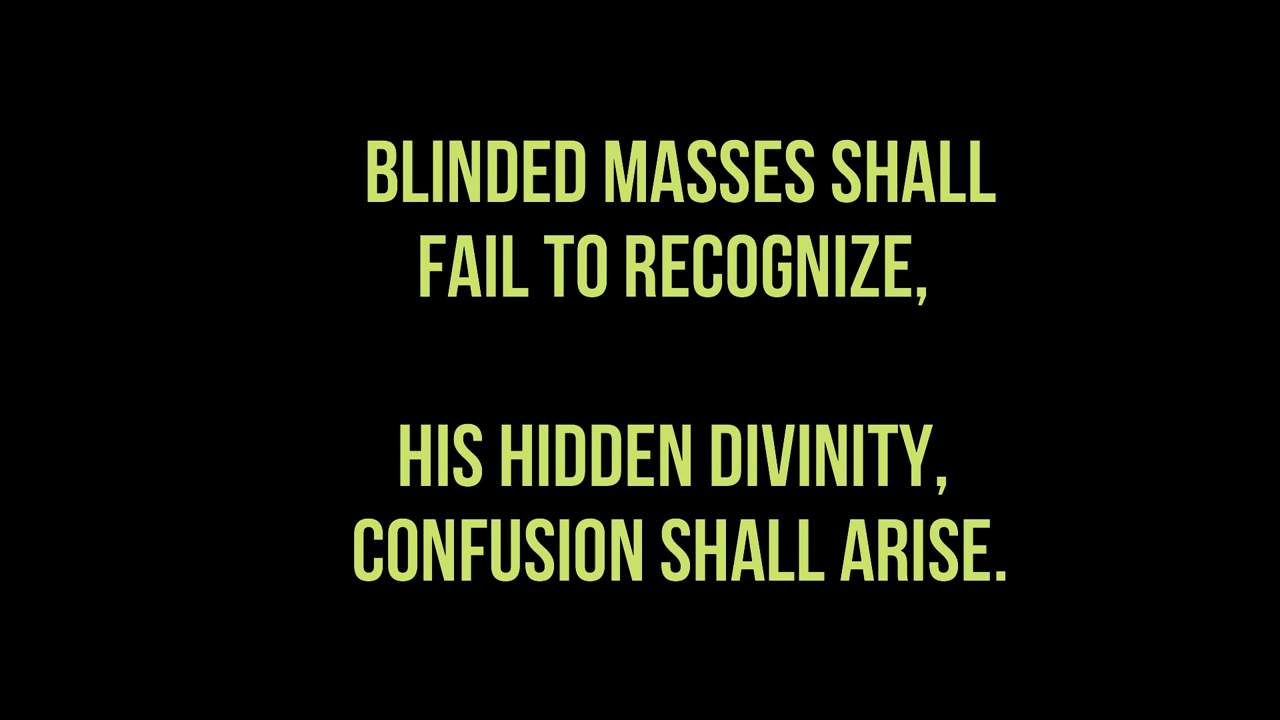 BLINDED MASSES SHALL
FAIL TO RECOGNIZE,
HIS HIDDEN DIVINITY,
CONFUSION SHALL ARISE.